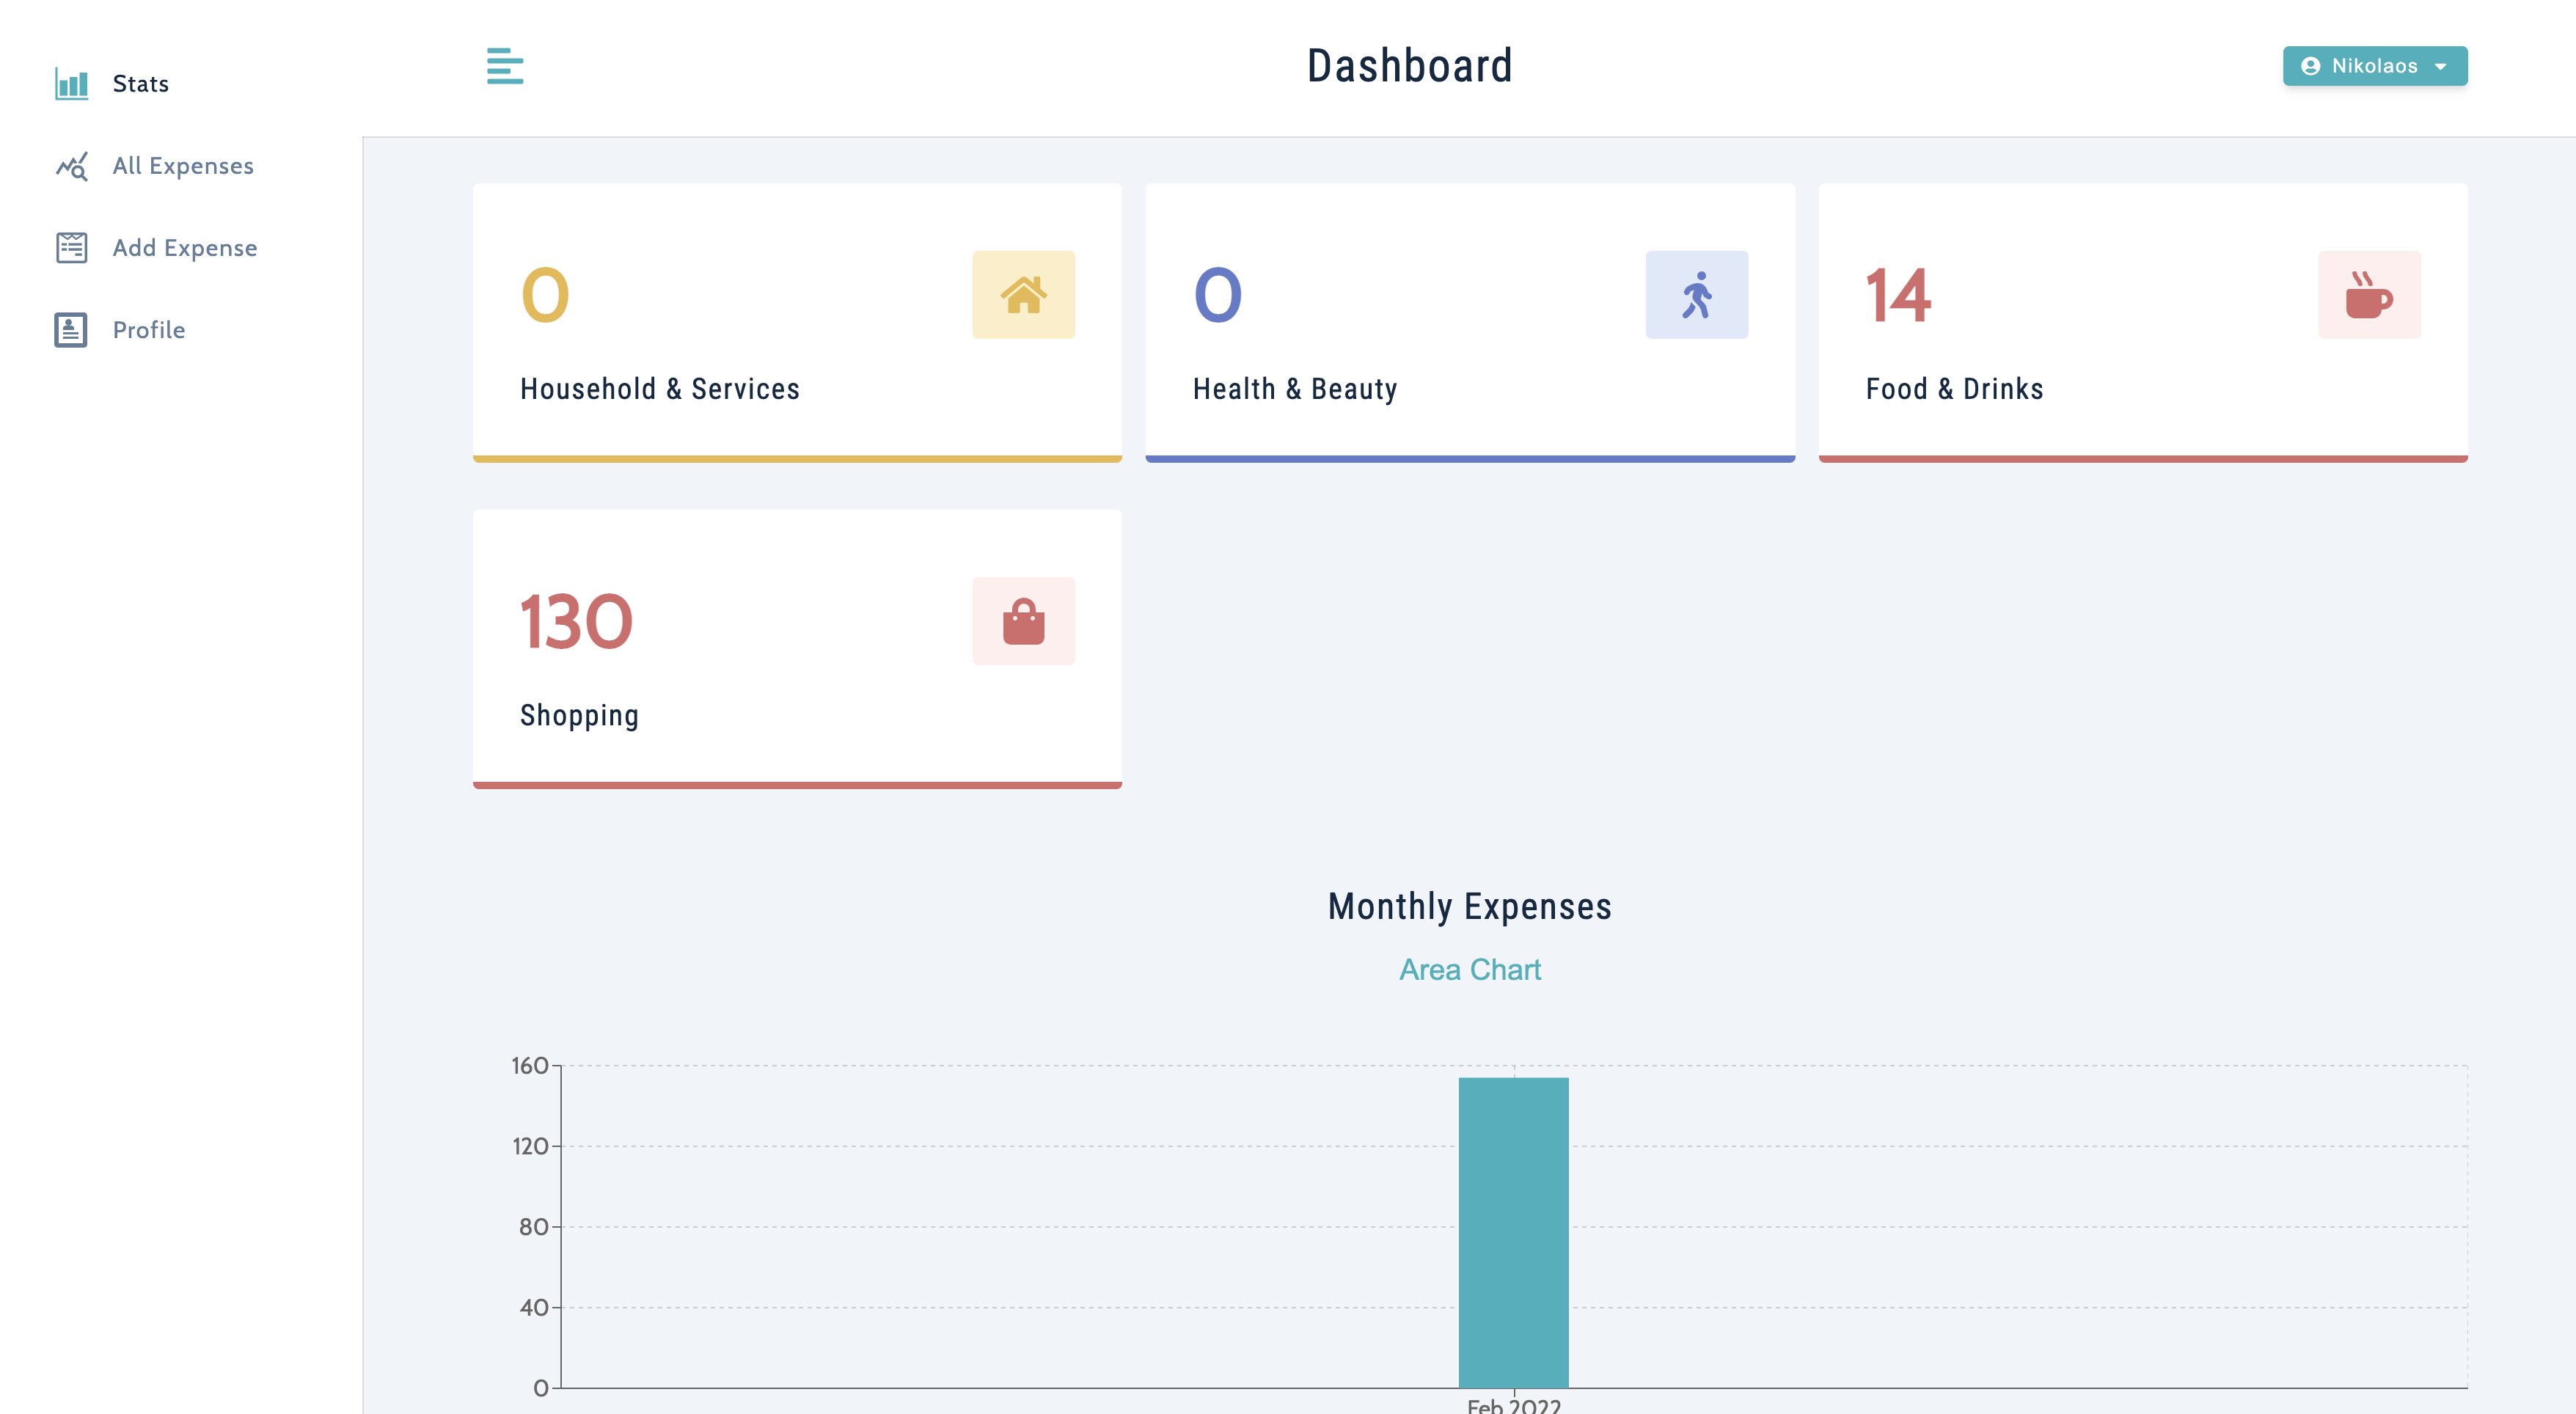 Stats
All Expenses
Add Expense
Profile
Dashboard
Nikolaos
0
Household & Services
0
Health & Beauty
14
Food & Drinks
130
Shopping
Monthly Expenses
Area Chart
160
120
80
40
0
Feb 2022